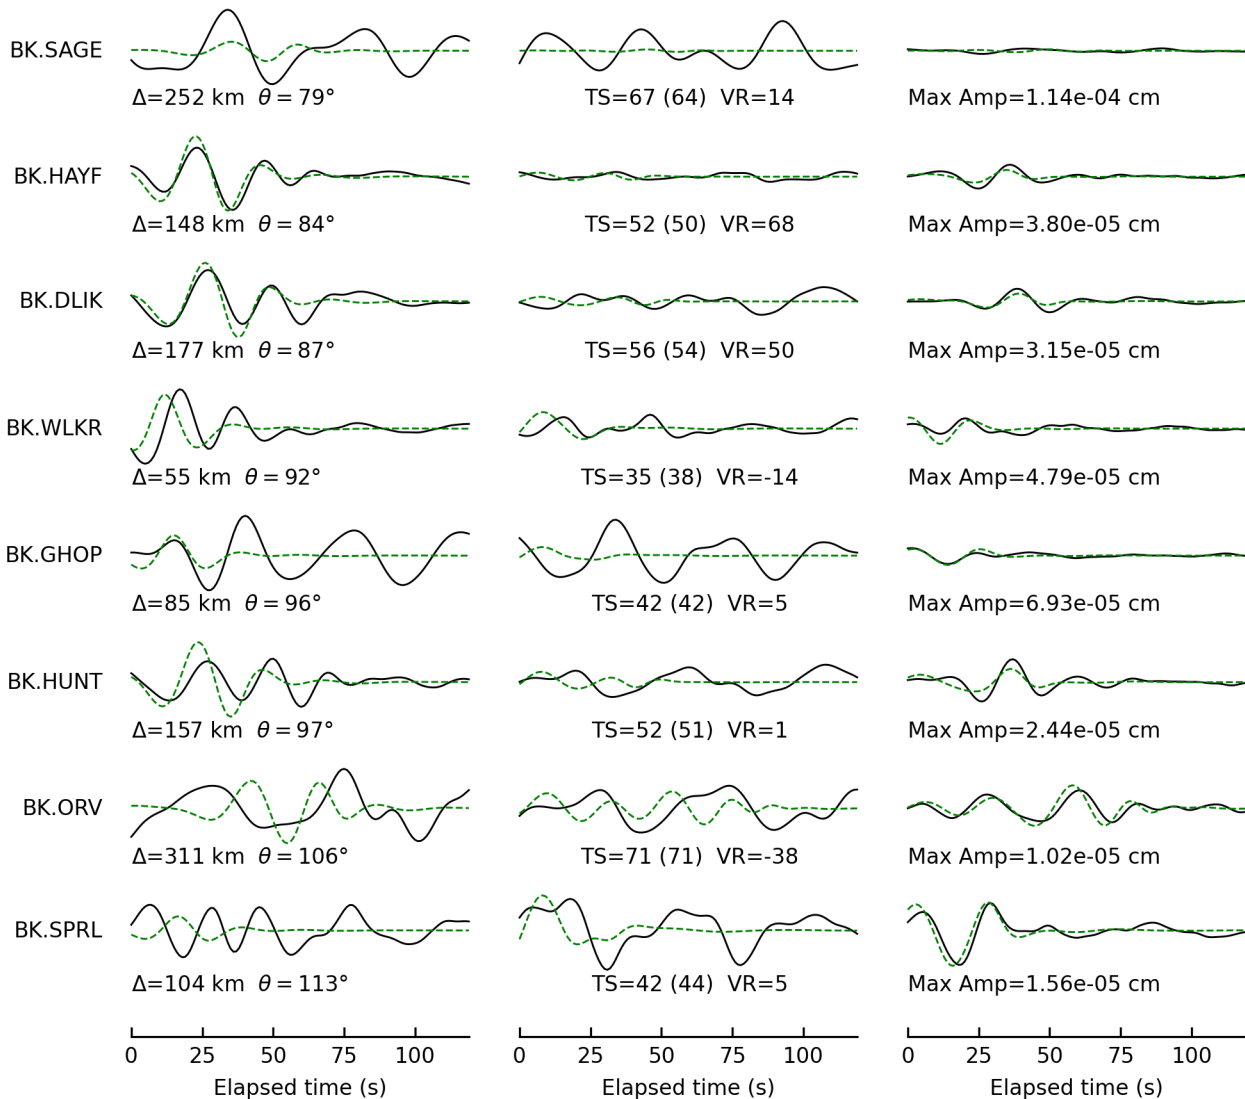 BK.SAGE
Δ=252 km θ = 79° TS=67 (64) VR=14 Max Amp=1.14e-04 cm
BK.HAYF
Δ=148 km θ = 84° TS=52 (50) VR=68 Max Amp=3.80e-05 cm
BK.DLIK
Δ=177 km θ = 87° TS=56 (54) VR=50 Max Amp=3.15e-05 cm
BK.WLKR
Δ=55 km θ = 92° TS=35 (38) VR=-14 Max Amp=4.79e-05 cm
BK.GHOP
Δ=85 km θ = 96° TS=42 (42) VR=5 Max Amp=6.93e-05 cm
BK.HUNT
Δ=157 km θ = 97° TS=52 (51) VR=1 Max Amp=2.44e-05 cm
BK.ORV
Δ=311 km θ = 106° TS=71 (71) VR=-38 Max Amp=1.02e-05 cm
BK.SPRL
Δ=104 km θ = 113° TS=42 (44) VR=5 Max Amp=1.56e-05 cm
0 25 50 75 100 0 25 50 75 100 0 25 50 75 100
Elapsed time (s) Elapsed time (s) Elapsed time (s)